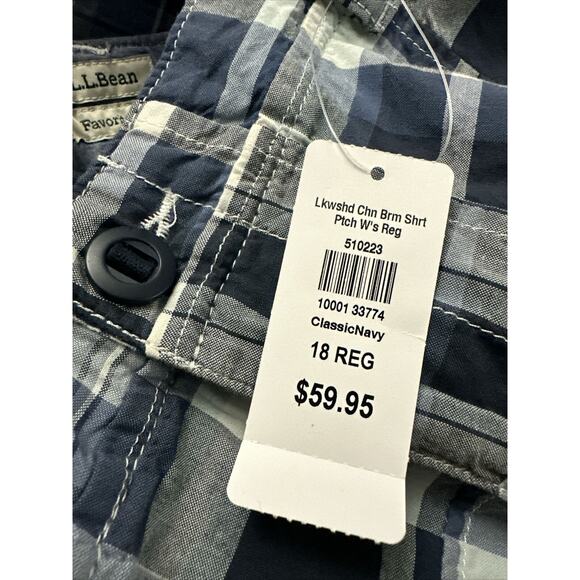 L.L.Bean
Favorite
Lkwshd Chn Brm Shrt
Ptch W's Reg
510223
10001 33774
ClassicNavy
18 REG
$59.95